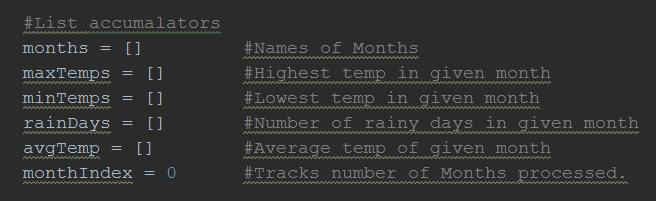 #List accumalators
months = [] #Names of Months
maxTemps = [] #Highest temp in given month
minTemps = [] #Lowest temp in given month
rainDays = [] #Number of rainy days in given month
avgTemp = [] #Average temp of given month
monthIndex = 0 #Tracks number of Months processed.